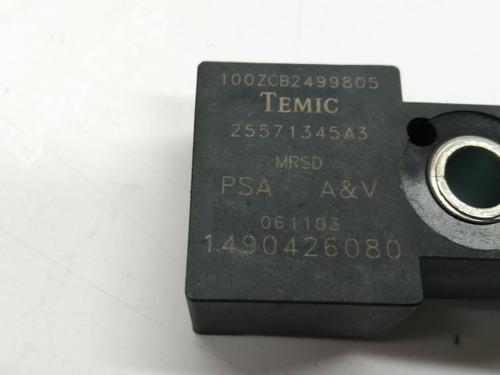 100ZCB2499805
TEMIC
25571345A3
MRSD
PSA A&V
061103
1490426080